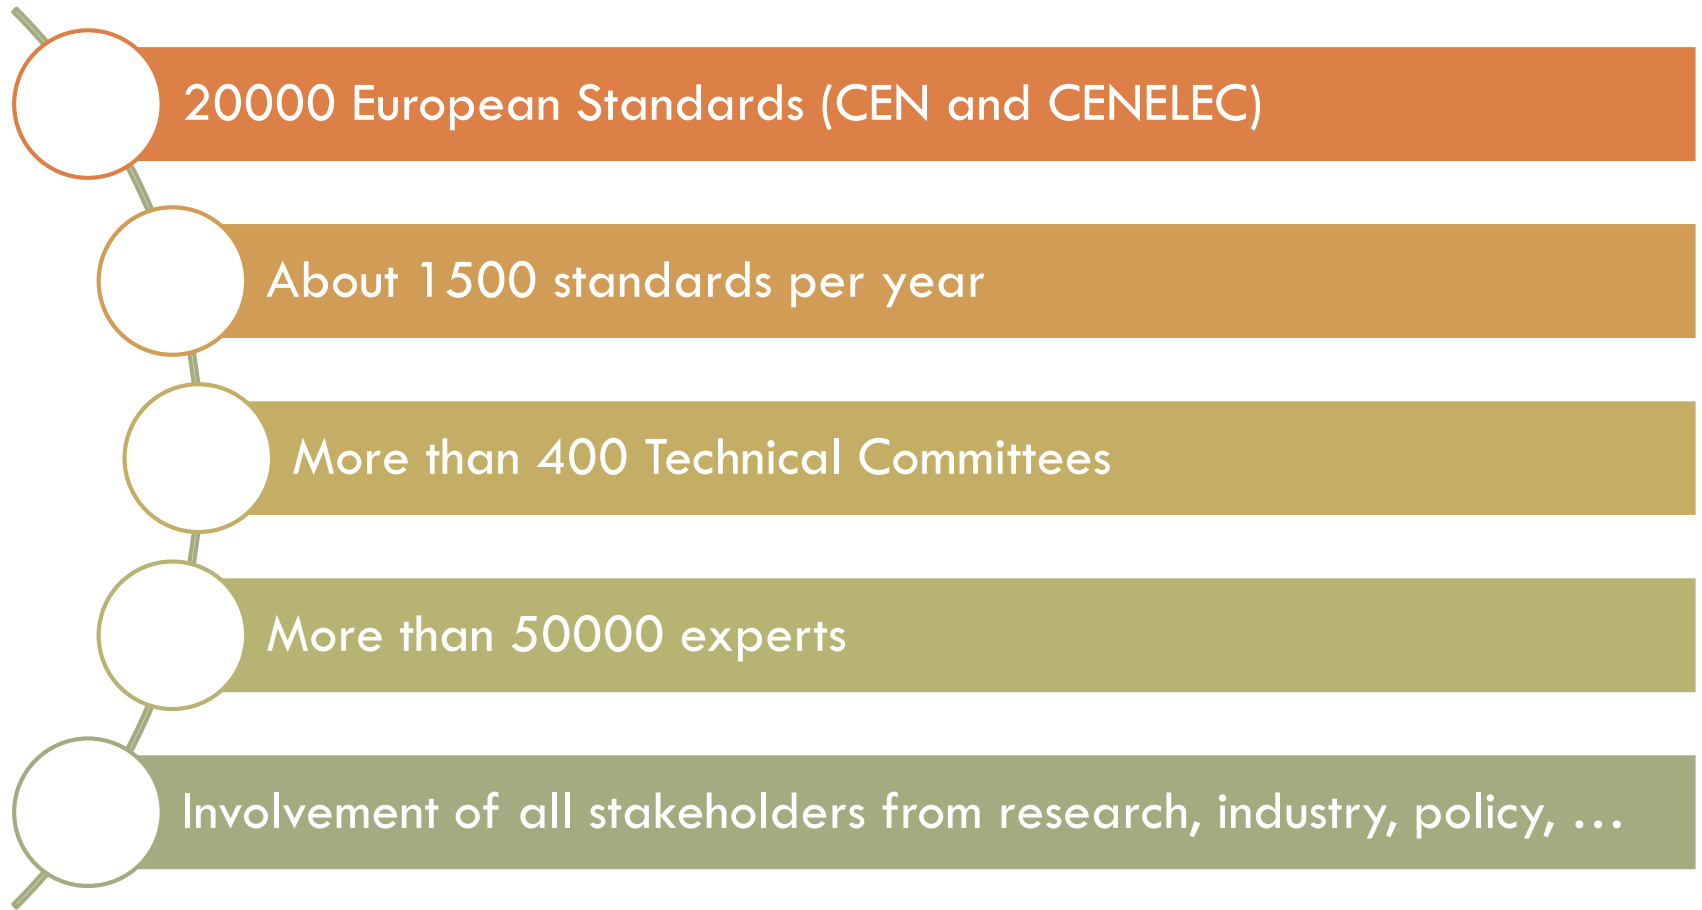 20000 European Standards (CEN and CENELEC)
About 1500 standards per year
More than 400 Technical Committees
More than 50000 experts
Involvement of all stakeholders from research, industry, policy, …